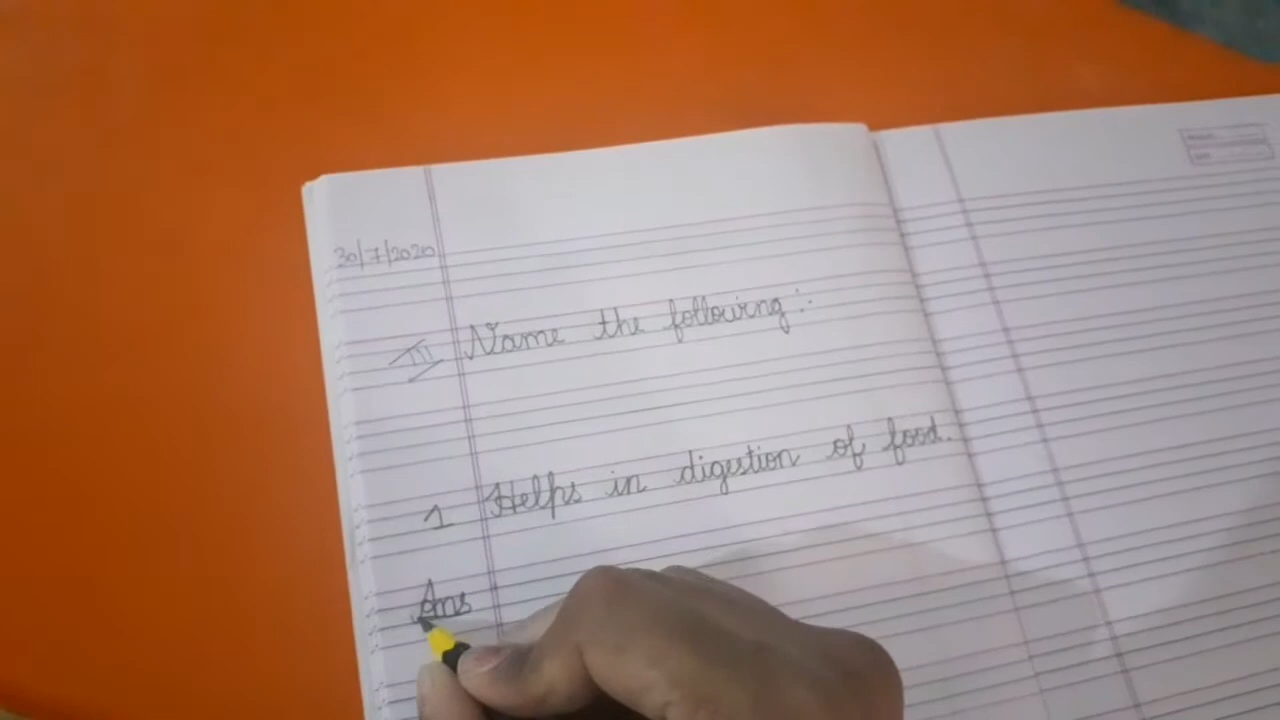 30/7/2020
III Name the following :-
1 Helps in digestion of food.
Ans